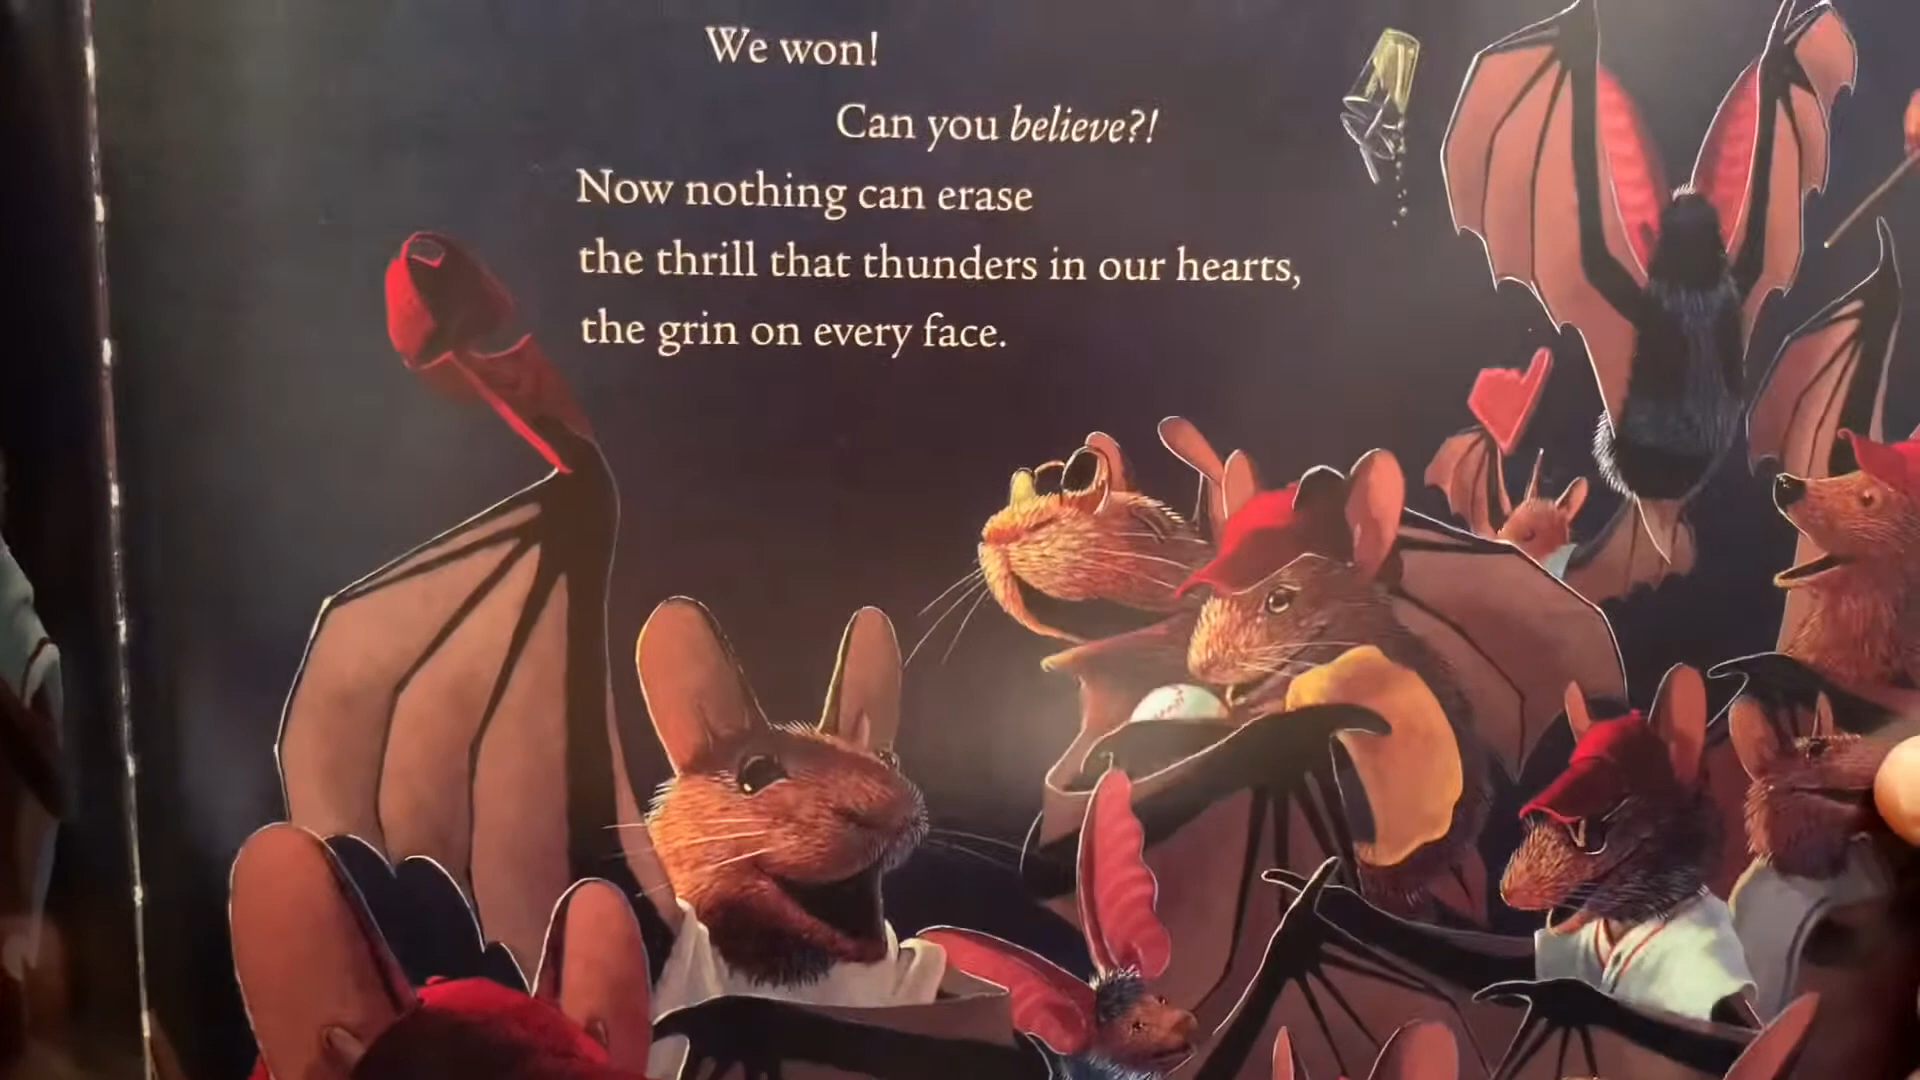 We won!
Can you believe?!
Now nothing can erase
the thrill that thunders in our hearts,
the grin on every face.